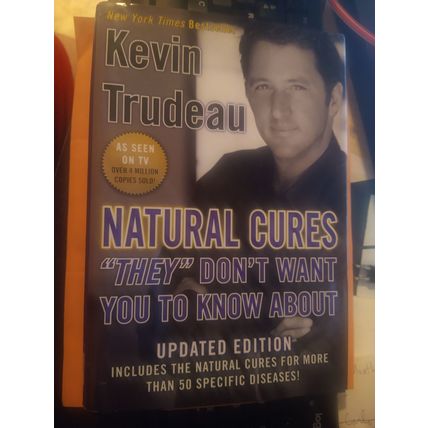 New York Times Bestseller
Kevin
Trudeau
AS SEEN
ON TV
OVER 4 MILLION
COPIES SOLD!
NATURAL CURES
"THEY" DON'T WANT
YOU TO KNOW ABOUT
UPDATED EDITION
INCLUDES THE NATURAL CURES FOR MORE
THAN 50 SPECIFIC DISEASES!